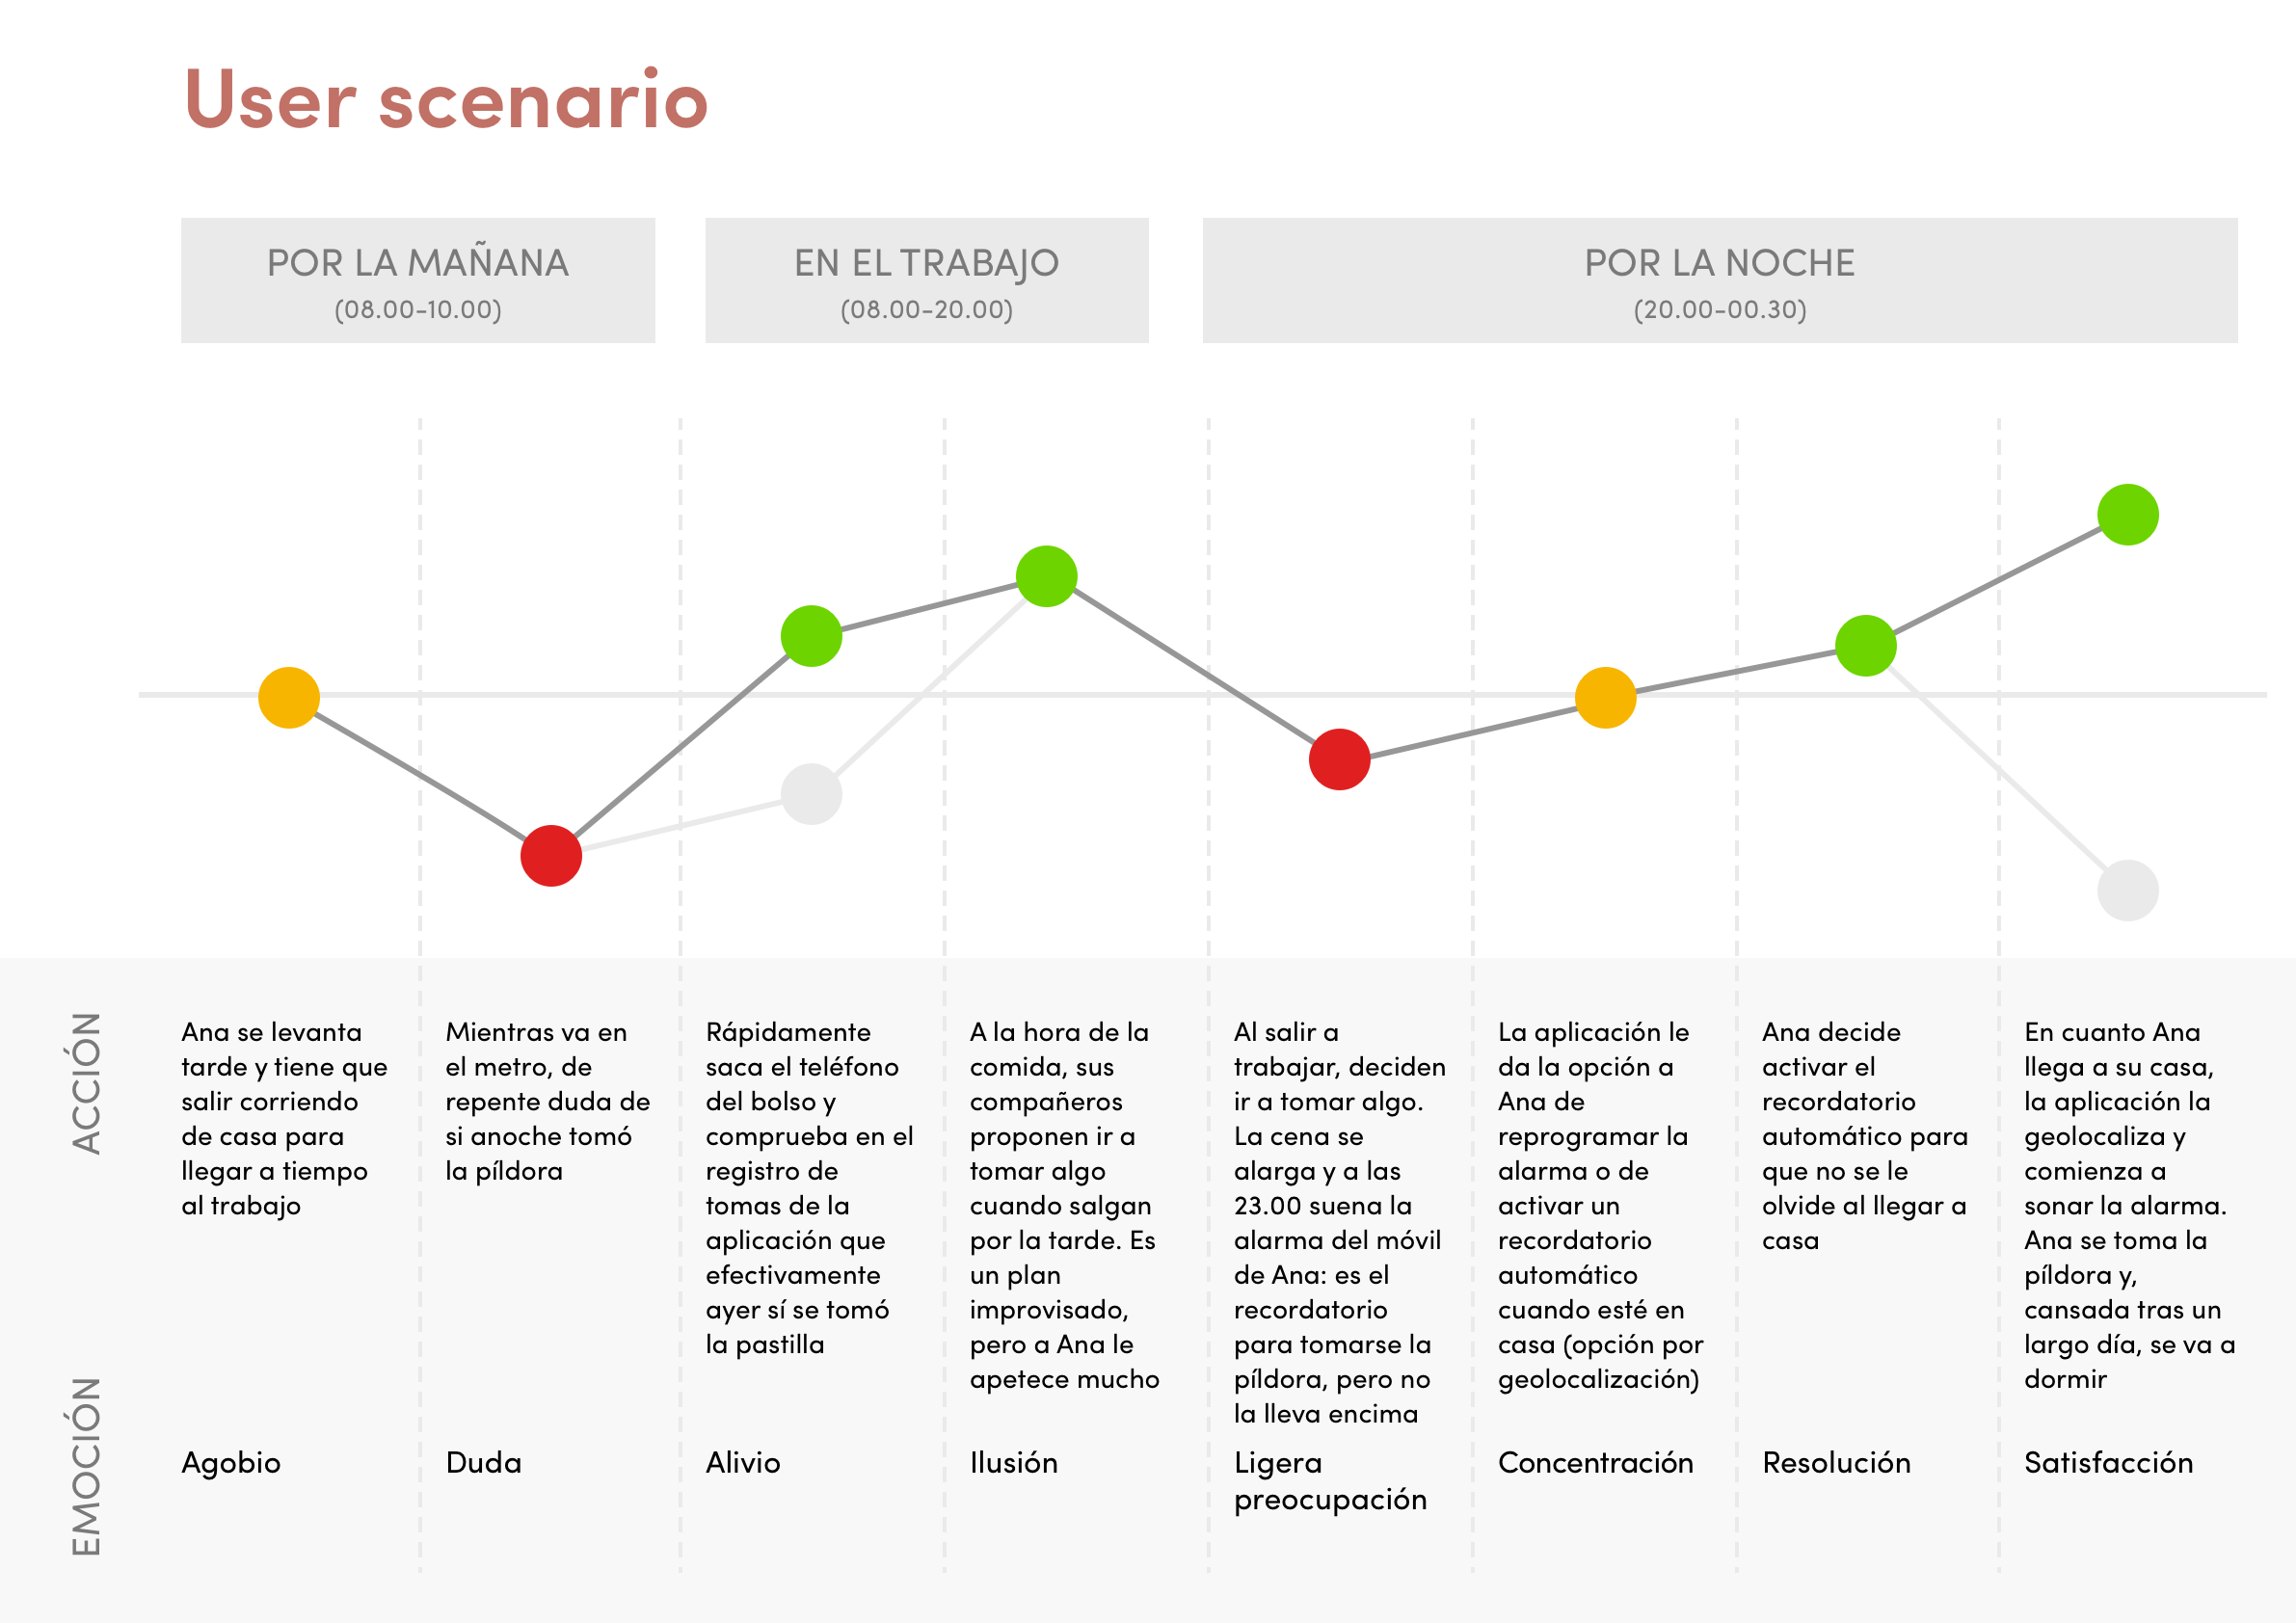 User scenario
POR LA MAÑANA
(08.00-10.00)
EN EL TRABAJO
(08.00-20.00)
POR LA NOCHE
(20.00-00.30)
ACCIÓN
Ana se levanta
tarde y tiene que
salir corriendo
de casa para
llegar a tiempo
al trabajo
Mientras va en
el metro, de
repente duda de
si anoche tomó
la píldora
Rápidamente
saca el teléfono
del bolso y
comprueba en el
registro de
tomas de la
aplicación que
efectivamente
ayer sí se tomó
la pastilla
A la hora de la
comida, sus
compañeros
proponen ir a
tomar algo
cuando salgan
por la tarde. Es
un plan
improvisado,
pero a Ana le
apetece mucho
Al salir a
trabajar, deciden
ir a tomar algo.
La cena se
alarga y a las
23.00 suena la
alarma del móvil
de Ana: es el
recordatorio
para tomarse la
píldora, pero no
la lleva encima
La aplicación le
da la opción a
Ana de
reprogramar la
alarma o de
activar un
recordatorio
automático
cuando esté en
casa (opción por
geolocalización)
Ana decide
activar el
recordatorio
automático para
que no se le
olvide al llegar a
casa
En cuanto Ana
llega a su casa,
la aplicación la
geolocaliza y
comienza a
sonar la alarma.
Ana se toma la
píldora y,
cansada tras un
largo día, se va a
dormir
EMOCIÓN
Agobio
Duda
Alivio
Ilusión
Ligera
preocupación
Concentración
Resolución
Satisfacción